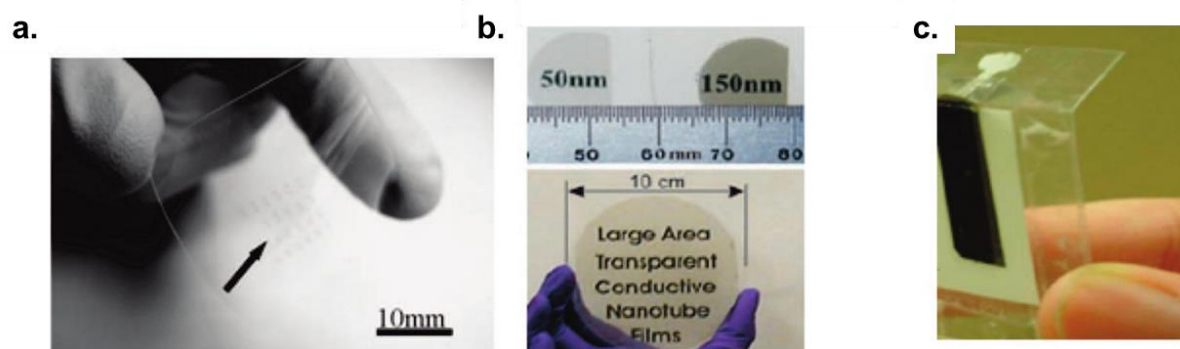 a.
10mm
b.
50nm
150nm
50 60 mm 70 80
10 cm
Large Area
Transparent
Conductive
Nanotube
Films
c.